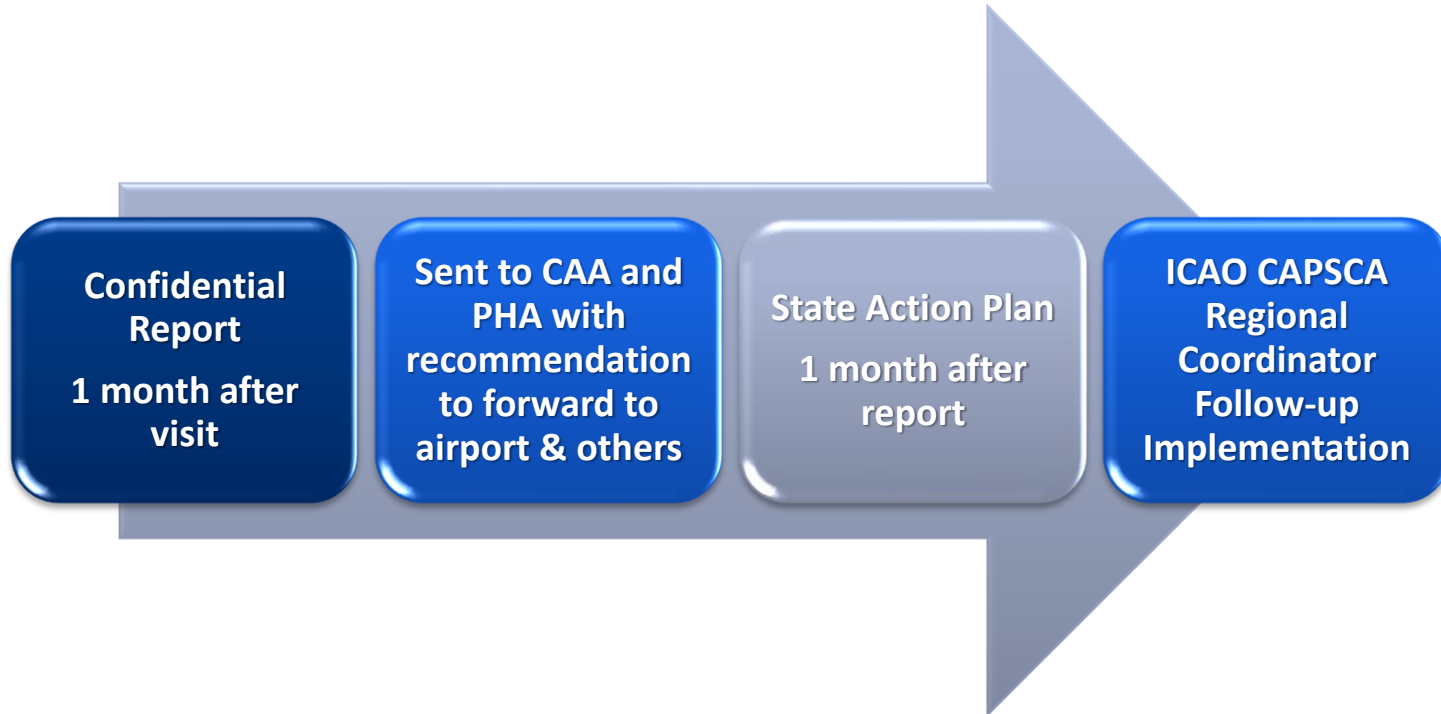 Confidential
Report
1 month after
visit
Sent to CAA and
PHA with
recommendation
to forward to
airport & others
State Action Plan
1 month after
report
ICAO CAPSCA
Regional
Coordinator
Follow-up
Implementation